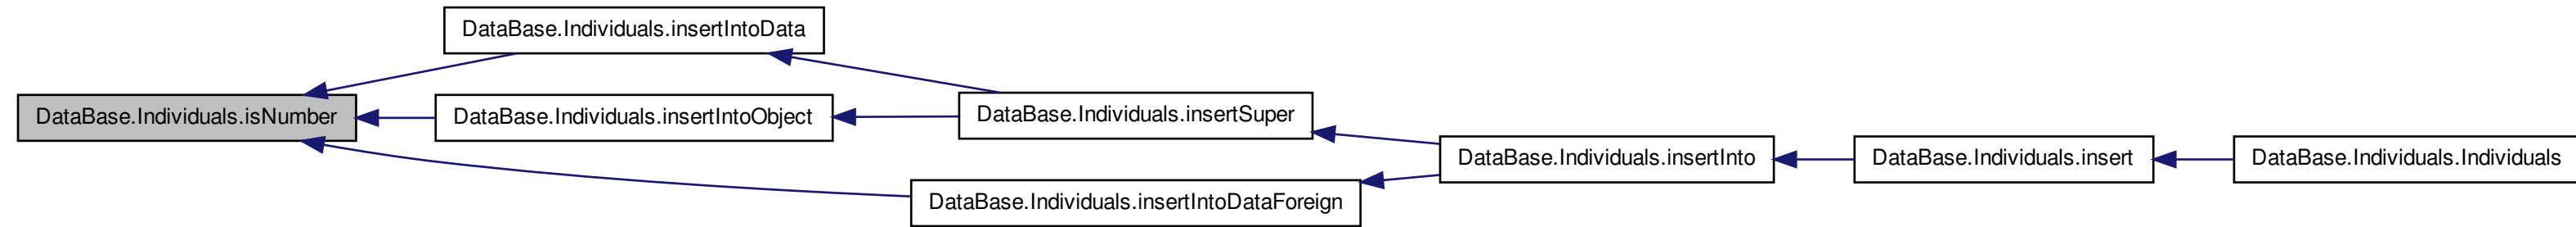 DataBase.Individuals.insertIntoData
DataBase.Individuals.isNumber
DataBase.Individuals.insertIntoObject
DataBase.Individuals.insertSuper
DataBase.Individuals.insertInto
DataBase.Individuals.insert
DataBase.Individuals.Individuals
DataBase.Individuals.insertIntoDataForeign